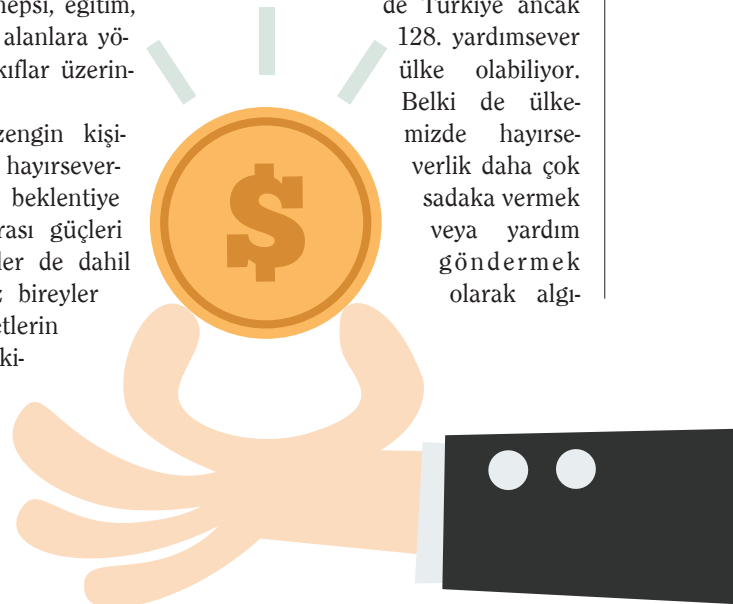 hepsi, eğitim,
alanlara yö-
kıflar üzerin-
zengin kişi-
hayırsever-
beklentiye
rası güçleri
ler de dahil
z bireyler
etlerin
ki-
$
de Türkiye ancak
128. yardımsever
ülke olabiliyor.
Belki de ülke-
mizde hayırse-
verlik daha çok
sadaka vermek
veya yardım
göndermek
olarak algı-